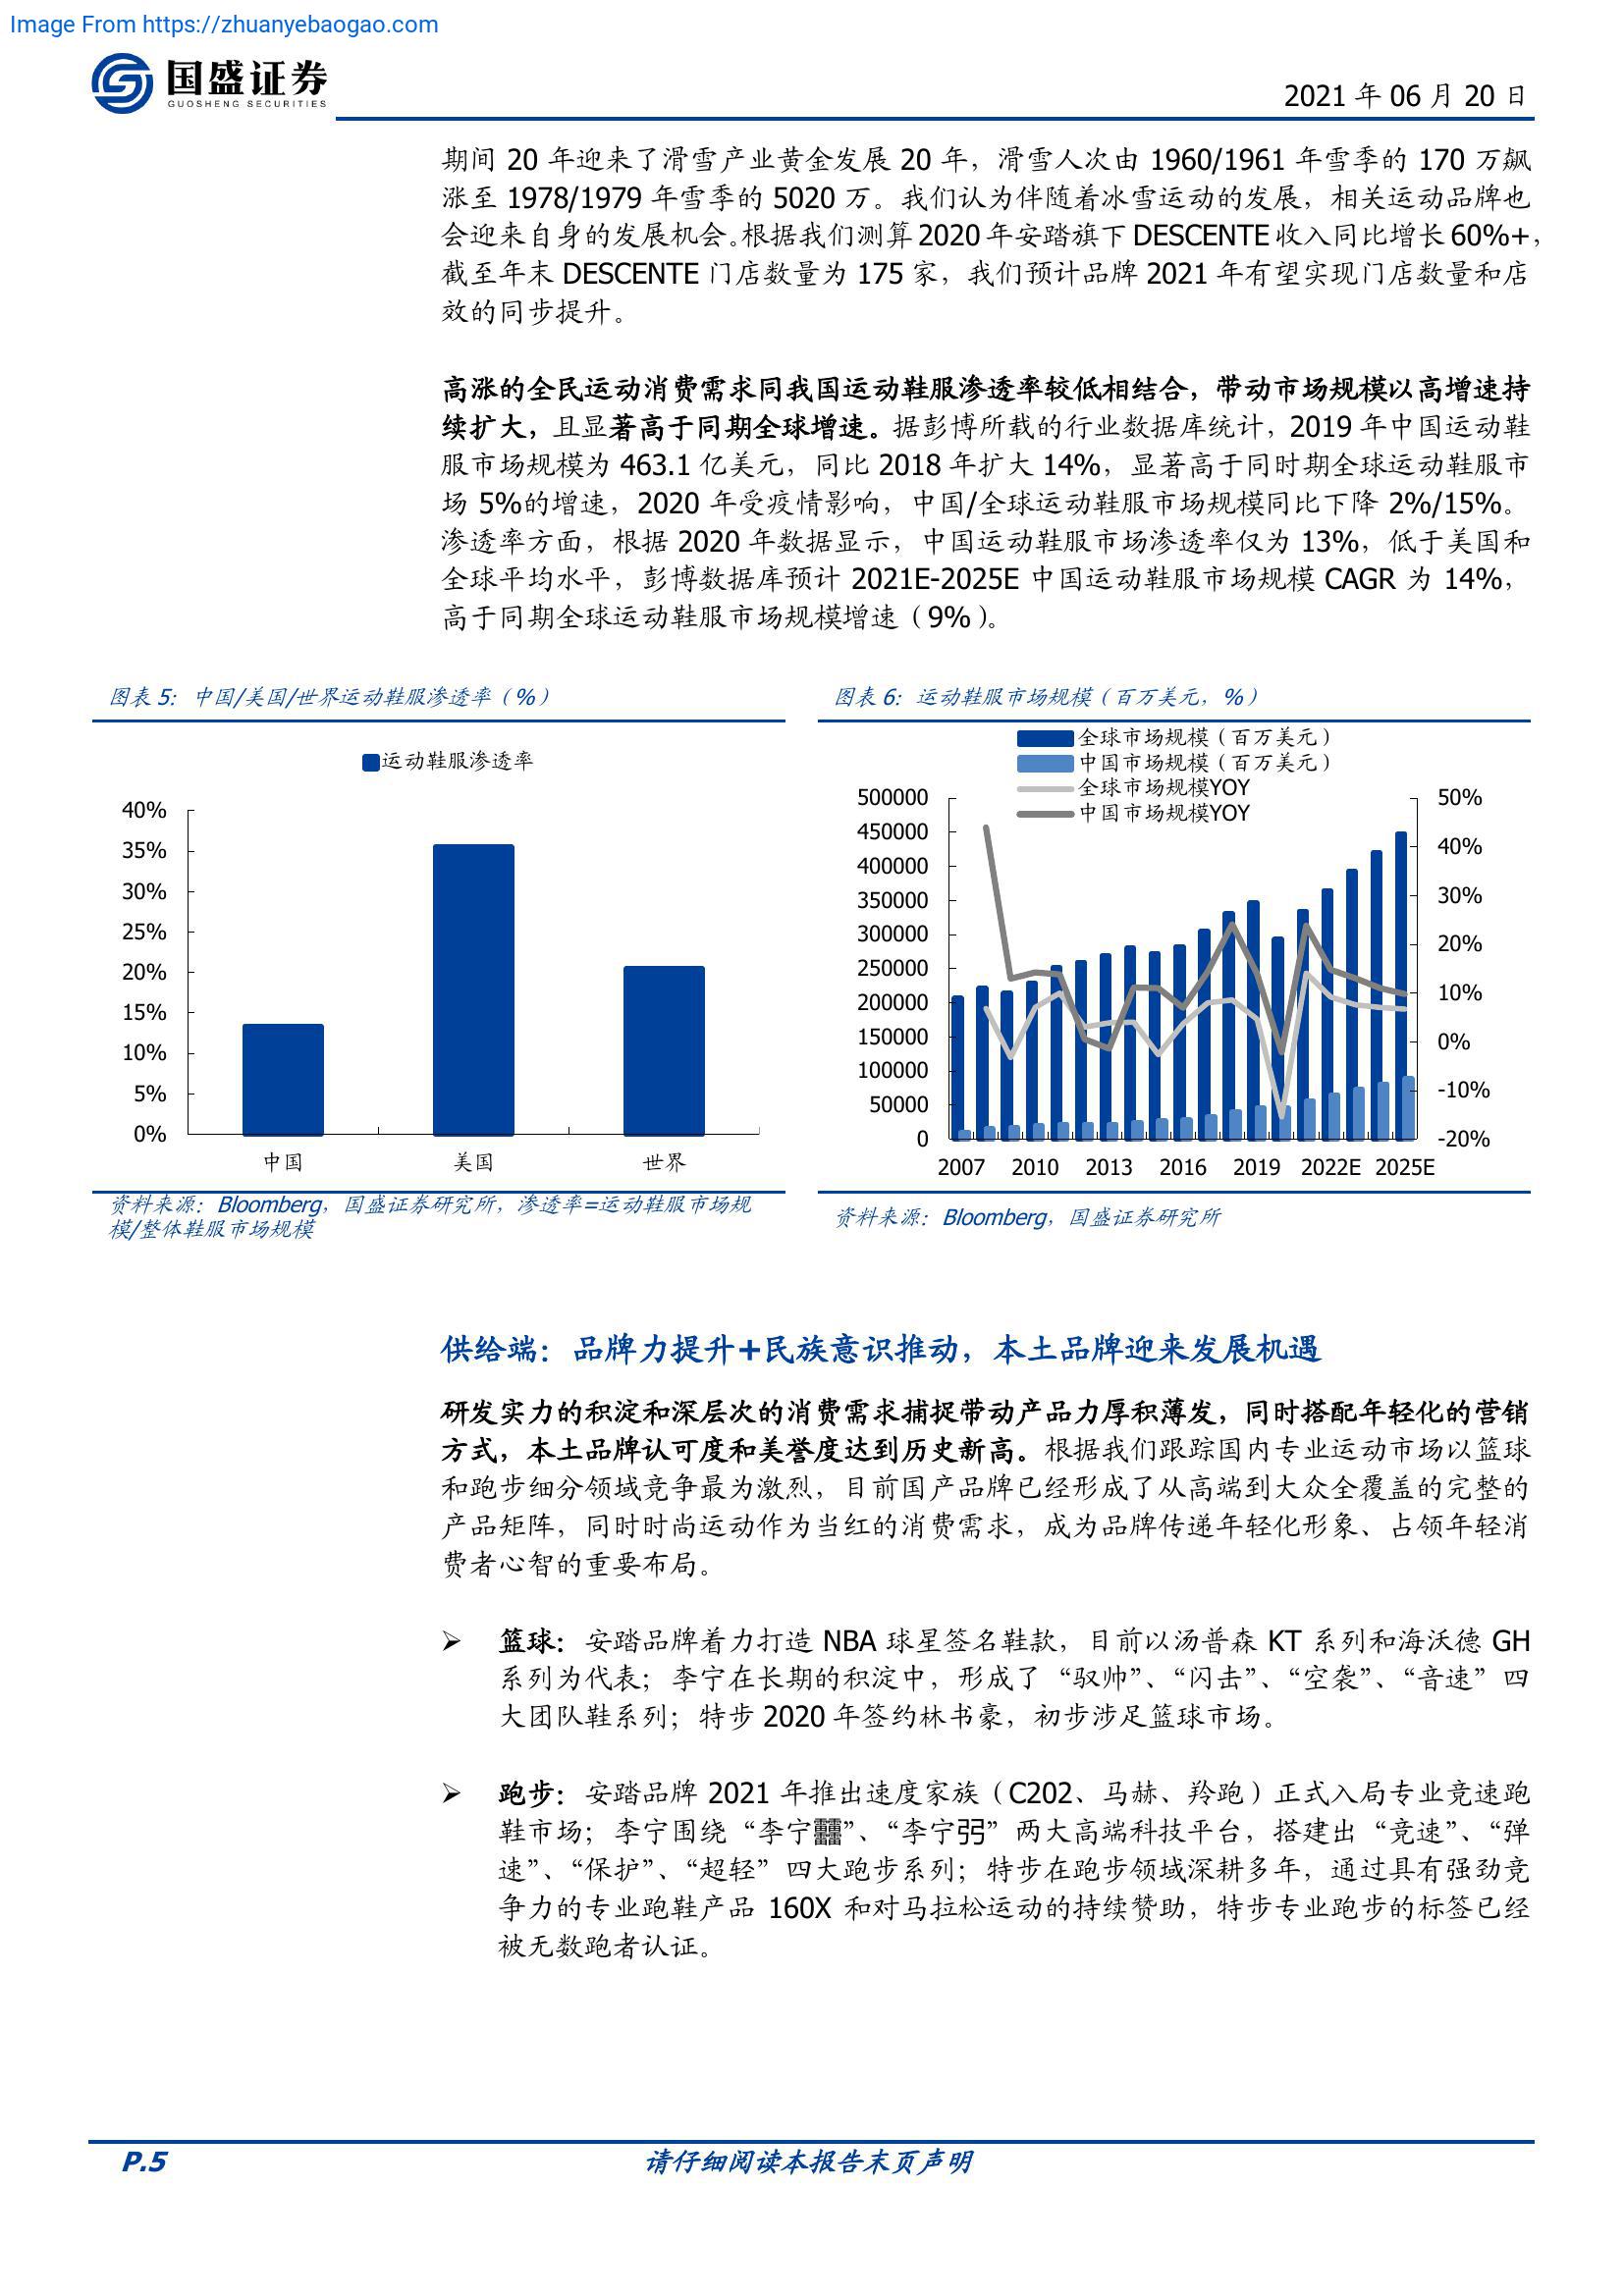 Image From https://zhuanyebaogao.com
国盛证券
GUOSHENG SECURITIES
2021 年 06 月 20 日
期间 20 年迎来了滑雪产业黄金发展 20 年，滑雪人次由 1960/1961 年雪季的 170 万飙
涨至 1978/1979 年雪季的 5020 万。我们认为伴随着冰雪运动的发展，相关运动品牌也
会迎来自身的发展机会。根据我们测算 2020 年安踏旗下 DESCENTE 收入同比增长 60%+，
截至年末 DESCENTE 门店数量为 175 家，我们预计品牌 2021 年有望实现门店数量和店
效的同步提升。
高涨的全民运动消费需求同我国运动鞋服渗透率较低相结合，带动市场规模以高增速持
续扩大，且显著高于同期全球增速。据彭博所载的行业数据库统计，2019 年中国运动鞋
服市场规模为 463.1 亿美元，同比 2018 年扩大 14%，显著高于同时期全球运动鞋服市
场 5%的增速，2020 年受疫情影响，中国/全球运动鞋服市场规模同比下降 2%/15%。
渗透率方面，根据 2020 年数据显示，中国运动鞋服市场渗透率仅为 13%，低于美国和
全球平均水平，彭博数据库预计 2021E-2025E 中国运动鞋服市场规模 CAGR 为 14%，
高于同期全球运动鞋服市场规模增速（9%）。
图表 5：中国/美国/世界运动鞋服渗透率（%）
运动鞋服渗透率
40%
35%
30%
25%
20%
15%
10%
5%
0%
中国 美国 世界
资料来源：Bloomberg，国盛证券研究所，渗透率=运动鞋服市场规
模/整体鞋服市场规模
图表 6：运动鞋服市场规模（百万美元，%）
全球市场规模（百万美元）
中国市场规模（百万美元）
全球市场规模YOY
中国市场规模YOY
500000 50%
450000
400000 40%
350000 30%
300000
250000 20%
200000 10%
150000 0%
100000
50000 -10%
0 -20%
2007 2010 2013 2016 2019 2022E 2025E
资料来源：Bloomberg，国盛证券研究所
供给端：品牌力提升+民族意识推动，本土品牌迎来发展机遇
研发实力的积淀和深层次的消费需求捕捉带动产品力厚积薄发，同时搭配年轻化的营销
方式，本土品牌认可度和美誉度达到历史新高。根据我们跟踪国内专业运动市场以篮球
和跑步细分领域竞争最为激烈，目前国产品牌已经形成了从高端到大众全覆盖的完整的
产品矩阵，同时时尚运动作为当红的消费需求，成为品牌传递年轻化形象、占领年轻消
费者心智的重要布局。
➢ 篮球：安踏品牌着力打造 NBA 球星签名鞋款，目前以汤普森 KT 系列和海沃德 GH
系列为代表；李宁在长期的积淀中，形成了“驭帅”、“闪击”、“空袭”、“音速”四
大团队鞋系列；特步 2020 年签约林书豪，初步涉足篮球市场。
➢ 跑步：安踏品牌 2021 年推出速度家族（C202、马赫、羚跑）正式入局专业竞速跑
鞋市场；李宁围绕“李宁䨻”、“李宁弜”两大高端科技平台，搭建出“竞速”、“弹
速”、“保护”、“超轻”四大跑步系列；特步在跑步领域深耕多年，通过具有强劲竞
争力的专业跑鞋产品 160X 和对马拉松运动的持续赞助，特步专业跑步的标签已经
被无数跑者认证。
P.5
请仔细阅读本报告末页声明